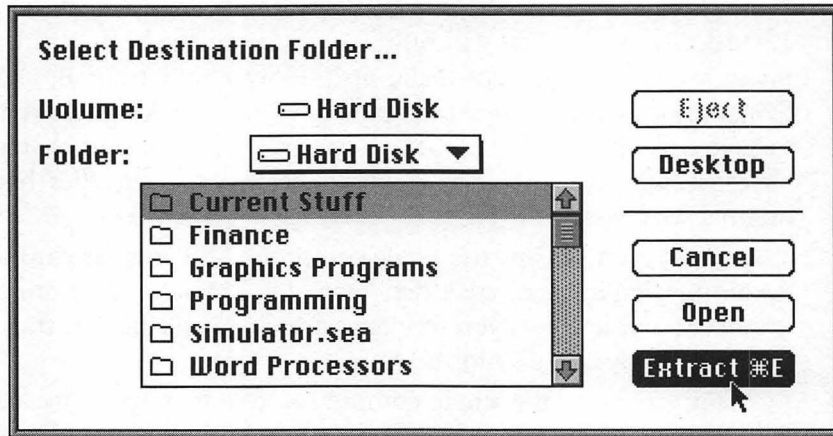 Select Destination Folder...
Volume: Hard Disk
Folder: Hard Disk
Current Stuff
Finance
Graphics Programs
Programming
Simulator.sea
Word Processors
Eject
Desktop
Cancel
Open
Extract ⌘E